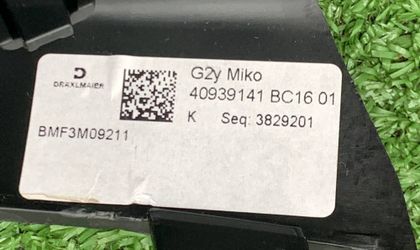 DRAXLMAIER
G2y Miko
40939141 BC16 01
K Seq: 3829201
BMF3M09211